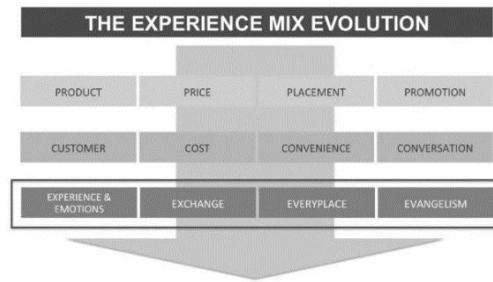 THE EXPERIENCE MIX EVOLUTION
PRODUCT PRICE PLACEMENT PROMOTION
CUSTOMER COST CONVENIENCE CONVERSATION
EXPERIENCE &
EMOTIONS EXCHANGE EVERYPLACE EVANGELISM